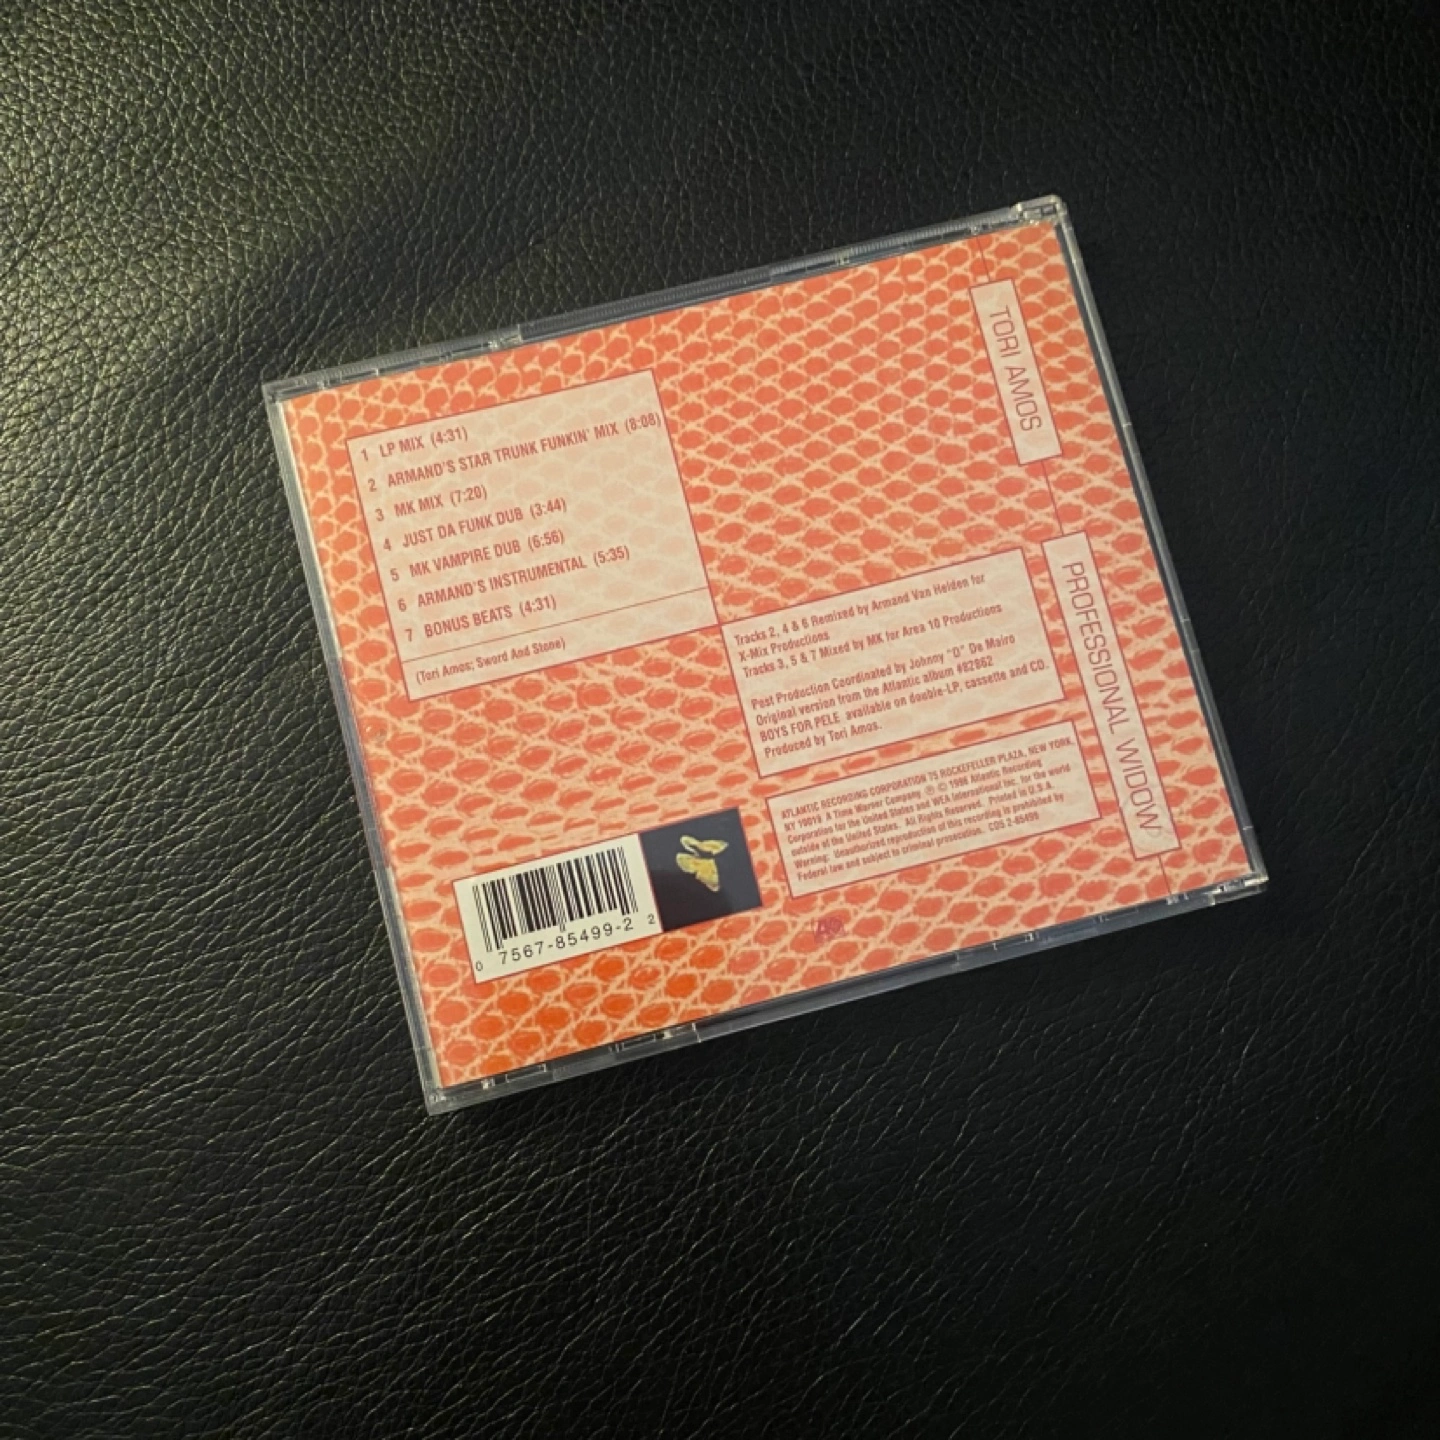 1 LP MIX (4:31)
2 ARMAND'S STAR TRUNK FUNKIN' MIX (8:08)
3 MK MIX (7:20)
4 JUST DA FUNK DUB (3:44)
5 MK VAMPIRE DUB (6:56)
6 ARMAND'S INSTRUMENTAL (5:35)
7 BONUS BEATS (4:31)
(Tori Amos; Sword And Stone)
TORI AMOS
PROFESSIONAL WIDOW
Tracks 2, 4 & 6 Remixed by Armand Van Helden for
X-Mix Productions
Tracks 3, 5 & 7 Mixed by MK for Area 10 Productions
Post Production Coordinated by Johnny "D." De Mairo
Original version from the Atlantic album #82862
BOYS FOR PELE available on double-LP, cassette and CD.
Produced by Tori Amos.
ATLANTIC RECORDING CORPORATION 75 ROCKEFELLER PLAZA, NEW YORK,
NY 10019 A Time Warner Company ℗ © 1996 Atlantic Recording
Corporation for the United States and WEA International Inc. for the world
outside of the United States. All Rights Reserved. Printed in U.S.A.
Warning: Unauthorized reproduction of this recording is prohibited by
Federal law and subject to criminal prosecution. CDS 2-85499
0 7567-85499-2 2